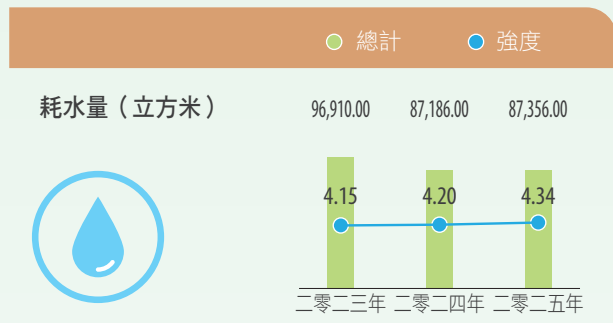 總計 強度
耗水量（立方米） 96,910.00 87,186.00 87,356.00
4.15 4.20 4.34
二零二三年 二零二四年 二零二五年